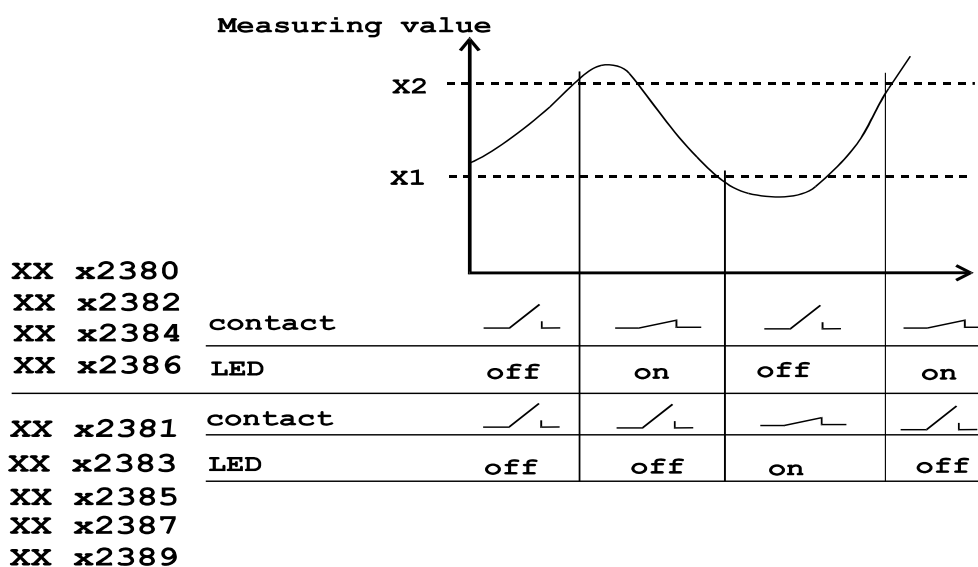 Measuring value
X2
X1
XX x2380
XX x2382
XX x2384
XX x2386
contact
LED off on off on
XX x2381
XX x2383
XX x2385
XX x2387
XX x2389
contact
LED off off on off